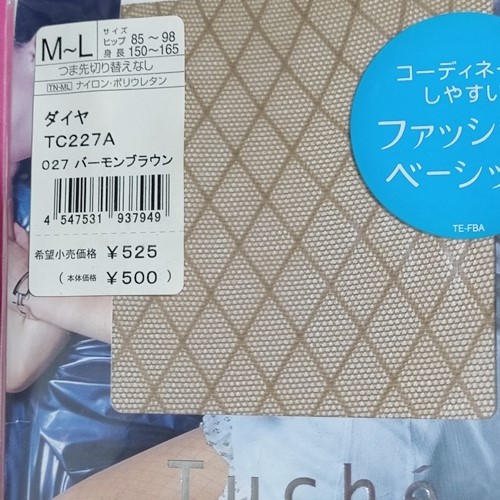 M~L
サイズ
ヒップ 85~98
身長 150~165
つま先切り替えなし
TN-ML ナイロン・ポリウレタン
ダイヤ
TC227A
027 バーモンブラウン
4 547531 937949
希望小売価格 ¥525
(本体価格 ¥500)
コーディネー
しやすい
ファッシ
ベーシッ
TE-FBA
Tuché